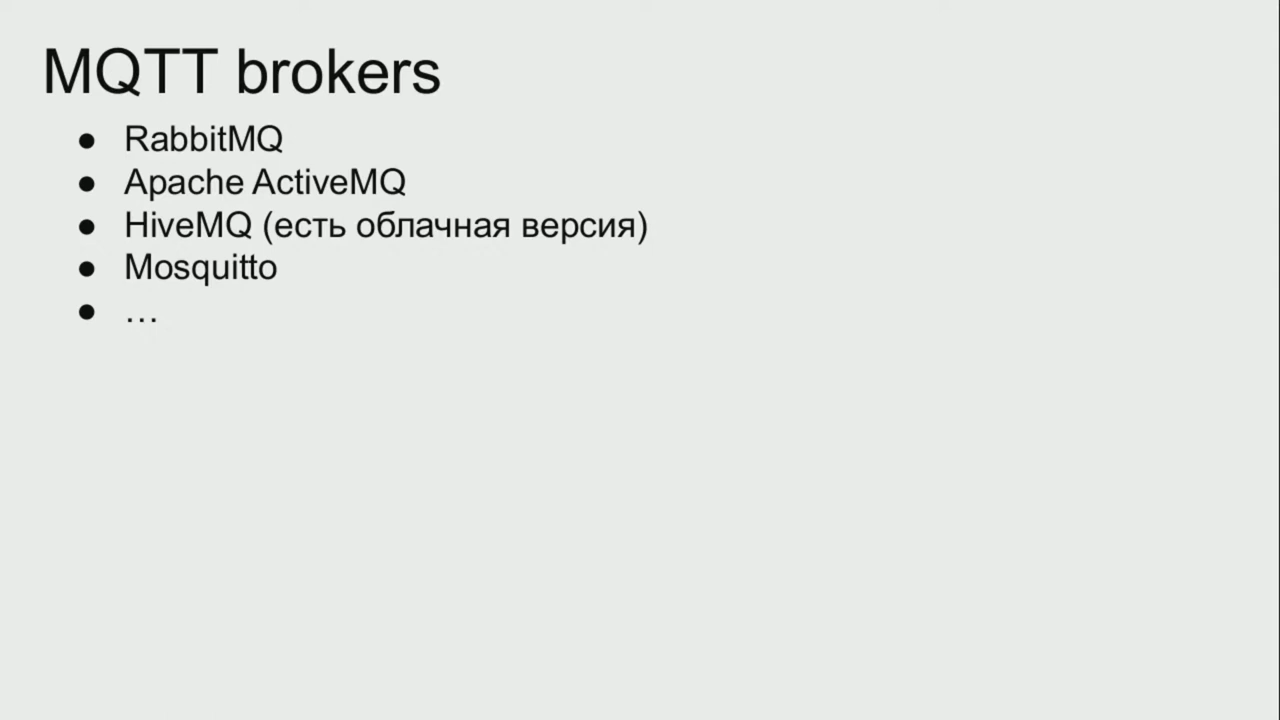 MQTT brokers
● RabbitMQ
● Apache ActiveMQ
● HiveMQ (есть облачная версия)
● Mosquitto
● …